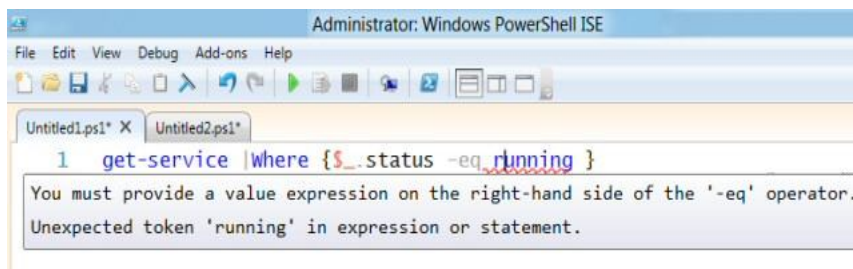 Administrator: Windows PowerShell ISE
File Edit View Debug Add-ons Help
Untitled1.ps1* X Untitled2.ps1*
1 get-service |Where {$_.status -eq running }
You must provide a value expression on the right-hand side of the '-eq' operator.
Unexpected token 'running' in expression or statement.